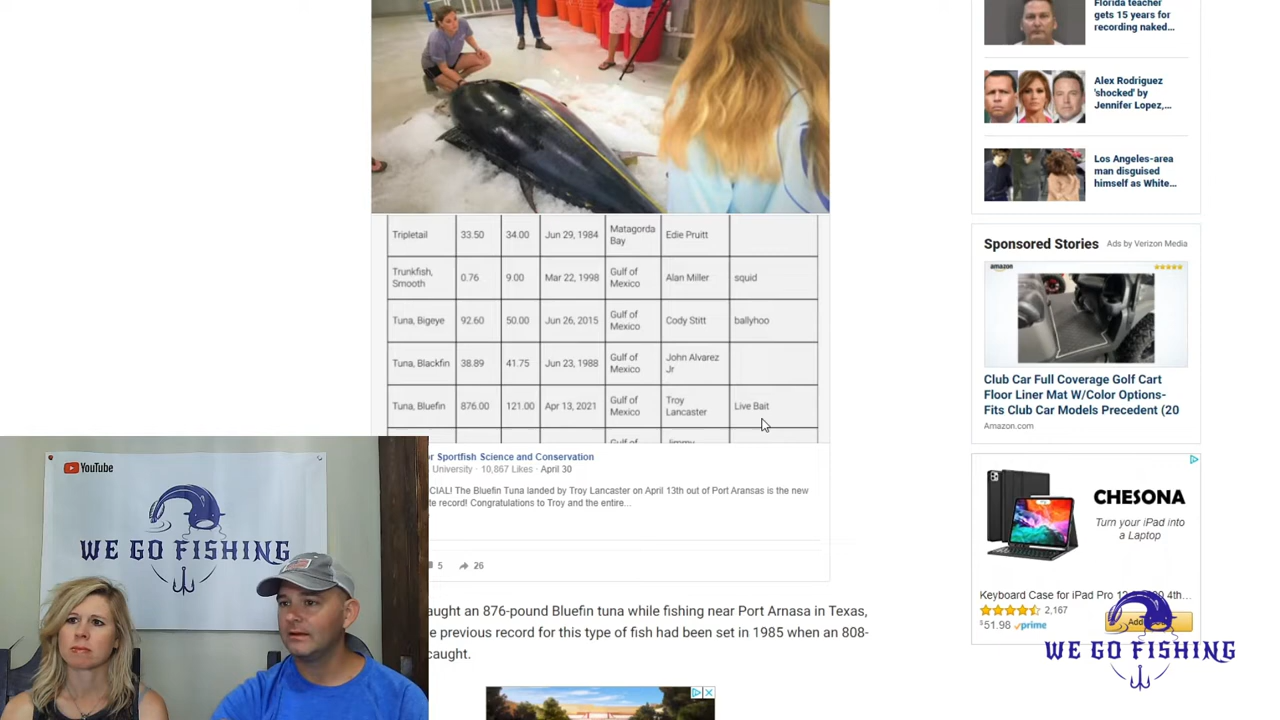 Florida teacher
gets 15 years for
recording naked...
Alex Rodriguez
'shocked' by
Jennifer Lopez,...
Los Angeles-area
man disguised
himself as White...
Tripletail 33.50 34.00 Jun 29, 1984 Matagorda Bay Edie Pruitt
Trunkfish, Smooth 0.76 9.00 Mar 22, 1998 Gulf of Mexico Alan Miller squid
Tuna, Bigeye 92.60 50.00 Jun 26, 2015 Gulf of Mexico Cody Stitt ballyhoo
Tuna, Blackfin 38.89 41.75 Jun 23, 1988 Gulf of Mexico John Alvarez Jr
Tuna, Bluefin 876.00 121.00 Apr 13, 2021 Gulf of Mexico Troy Lancaster Live Bait
Gulf of Jimmy
or Sportfish Science and Conservation
University · 10,867 Likes · April 30
CIAL! The Bluefin Tuna landed by Troy Lancaster on April 13th out of Port Aransas is the new
te record! Congratulations to Troy and the entire...
5 26
aught an 876-pound Bluefin tuna while fishing near Port Arnasa in Texas,
e previous record for this type of fish had been set in 1985 when an 808-
caught.
Sponsored Stories Ads by Verizon Media
amazon
Club Car Full Coverage Golf Cart
Floor Liner Mat W/Color Options-
Fits Club Car Models Precedent (20
Amazon.com
CHESONA
Turn your iPad into
a Laptop
Keyboard Case for iPad Pro
4th...
2,167
$51.98 prime
WE GO FISHING
YouTube
WE GO FISHING